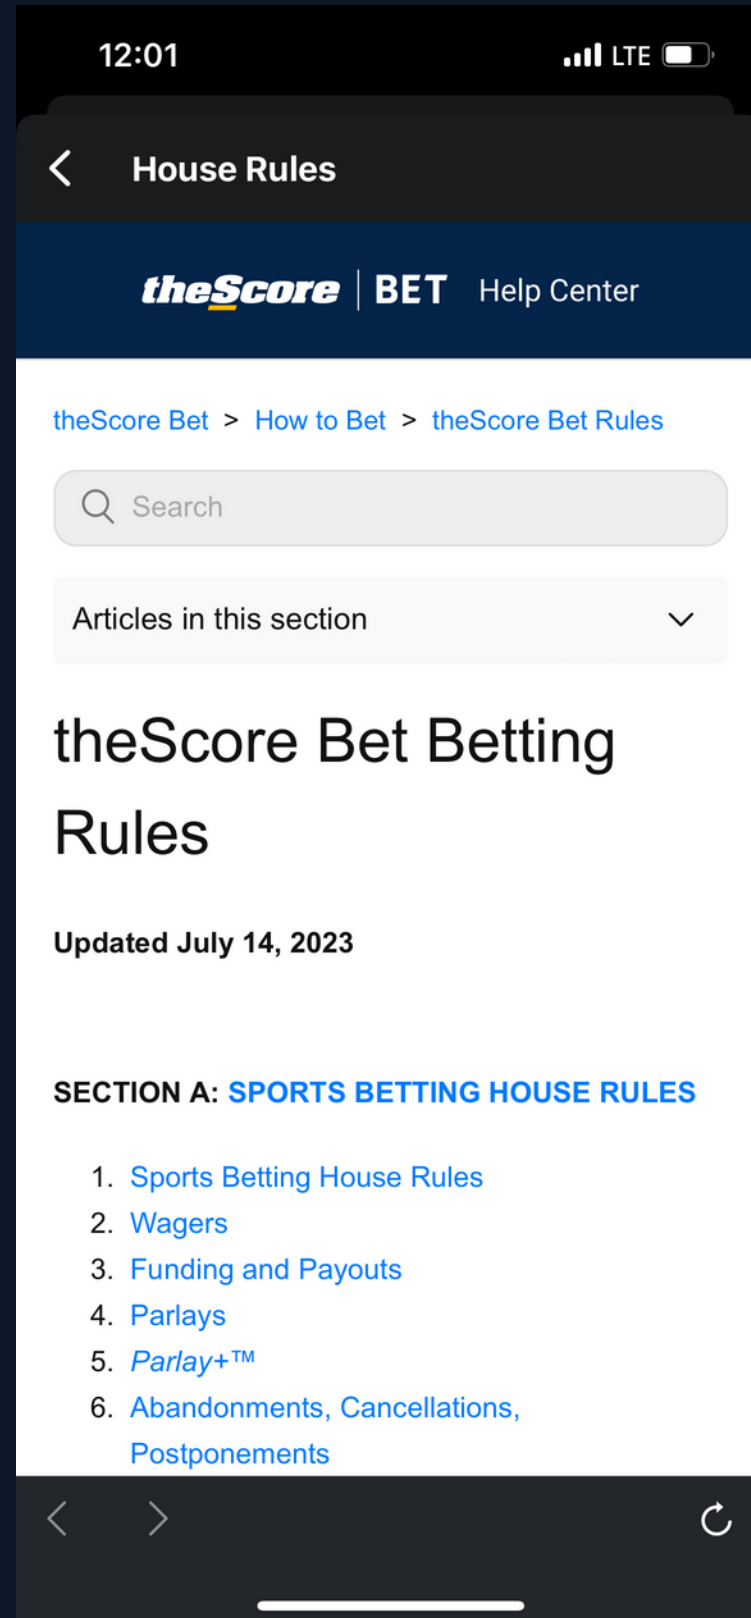 12:01 LTE
House Rules
theScore | BET Help Center
theScore Bet > How to Bet > theScore Bet Rules
Search
Articles in this section
theScore Bet Betting
Rules
Updated July 14, 2023
SECTION A: SPORTS BETTING HOUSE RULES
1. Sports Betting House Rules
2. Wagers
3. Funding and Payouts
4. Parlays
5. Parlay+™
6. Abandonments, Cancellations,
Postponements